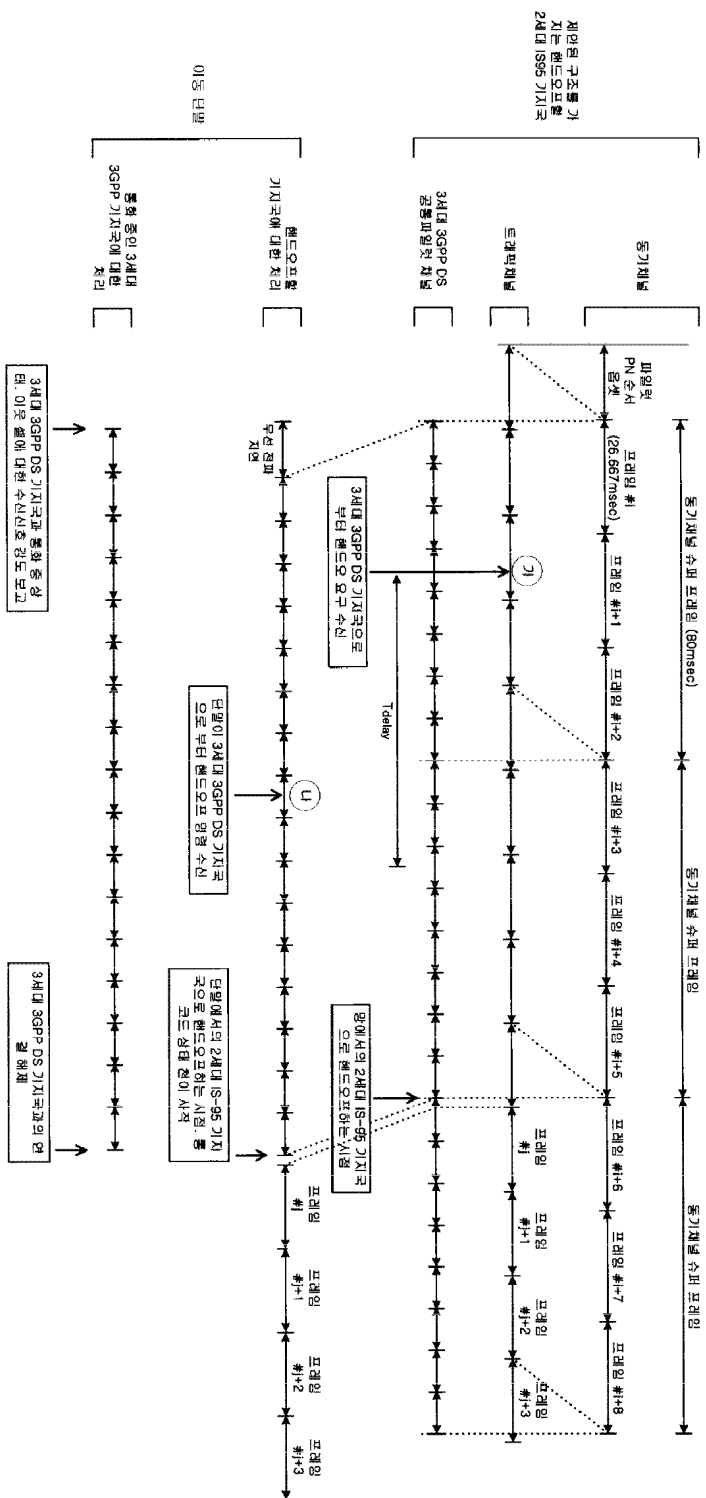 제안된 구조를 가
지는 핸드오프할
2세대 IS95 기지국
동기채널
트래픽채널
3세대 3GPP DS
공통파일럿 채널
이동 단말
핸드오프할
기지국에 대한 처리
통화 중인 3세대
3GPP 기지국에 대한
처리
동기채널 슈퍼 프레임 (80msec)
동기채널 슈퍼 프레임
동기채널 슈퍼 프레임
파일럿
PN 순서
옵셋
프레임 #i
(26.667msec)
프레임 #i+1
프레임 #i+2
프레임 #i+3
프레임 #i+4
프레임 #i+5
프레임 #i+6
프레임 #i+7
프레임 #i+8
가
프레임
#j
프레임
#j+1
프레임
#j+2
프레임
#j+3
Tdelay
3세대 3GPP DS 기지국으로
부터 핸드오 요구 수신
망에서의 2세대 IS-95 기지국
으로 핸드오프하는 시점
무선 전파
지연
나
프레임
#j
프레임
#j+1
프레임
#j+2
프레임
#j+3
단말이 3세대 3GPP DS 기지국
으로 부터 핸드오프 명령 수신
단말에서의 2세대 IS-95 기지
국으로 핸드오프하는 시점. 롱
코드 상태 천이 시작
3세대 3GPP DS 기지국과 통화 중 상
태. 이웃 셀에 대한 수신신호 강도 보고
3세대 3GPP DS 기지국과의 연
결 해제